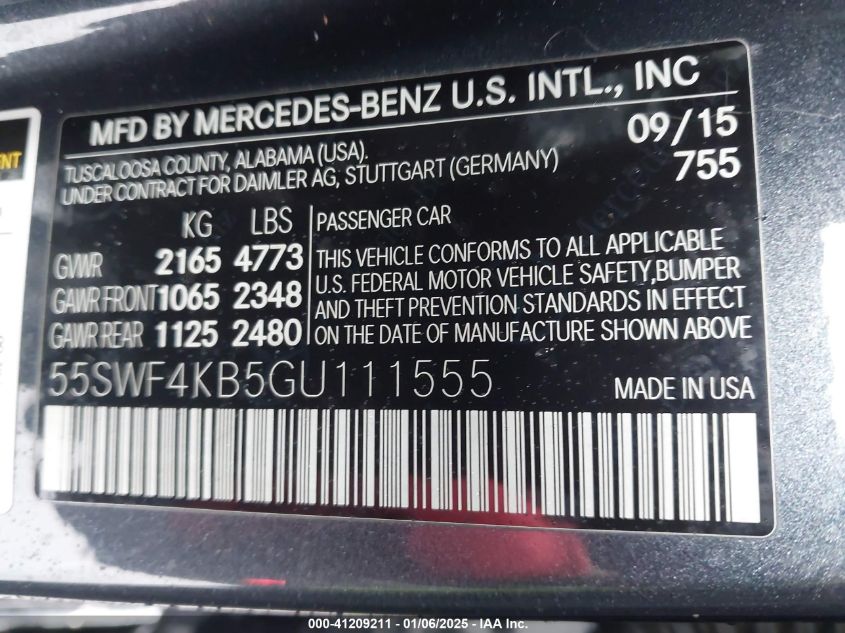 MFD BY MERCEDES-BENZ U.S. INTL., INC
TUSCALOOSA COUNTY, ALABAMA (USA).
UNDER CONTRACT FOR DAIMLER AG, STUTTGART (GERMANY)
09/15
755
KG LBS
GVWR 2165 4773
GAWR FRONT 1065 2348
GAWR REAR 1125 2480
PASSENGER CAR
THIS VEHICLE CONFORMS TO ALL APPLICABLE
U.S. FEDERAL MOTOR VEHICLE SAFETY,BUMPER
AND THEFT PREVENTION STANDARDS IN EFFECT
ON THE DATE OF MANUFACTURE SHOWN ABOVE
55SWF4KB5GU111555
MADE IN USA
000-41209211 - 01/06/2025 - IAA Inc.